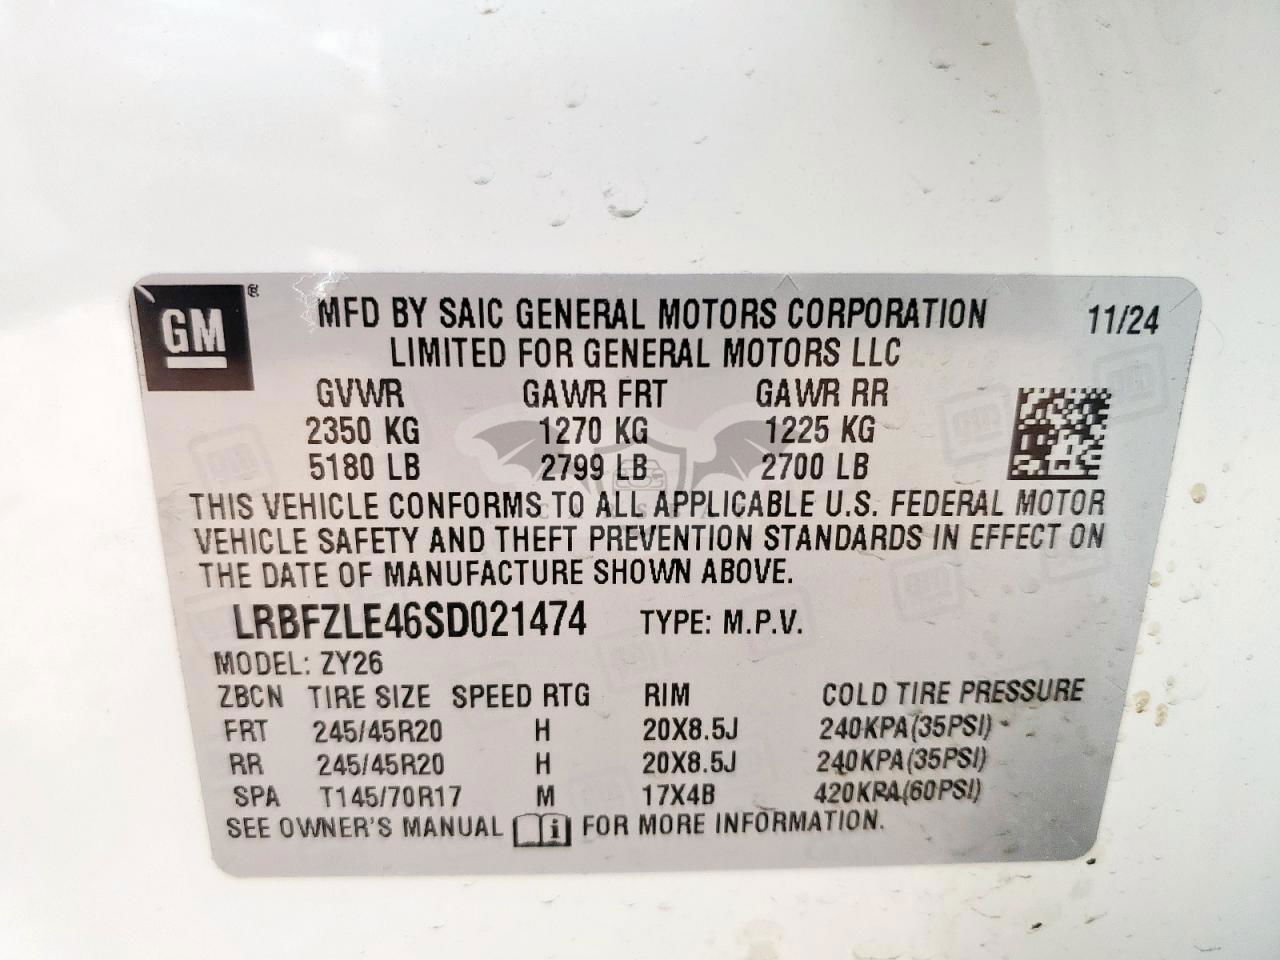 GM ®
MFD BY SAIC GENERAL MOTORS CORPORATION 11/24
LIMITED FOR GENERAL MOTORS LLC
GVWR GAWR FRT GAWR RR
2350 KG 1270 KG 1225 KG
5180 LB 2799 LB 2700 LB
THIS VEHICLE CONFORMS TO ALL APPLICABLE U.S. FEDERAL MOTOR
VEHICLE SAFETY AND THEFT PREVENTION STANDARDS IN EFFECT ON
THE DATE OF MANUFACTURE SHOWN ABOVE.
LRBFZLE46SD021474 TYPE: M.P.V.
MODEL: ZY26
ZBCN TIRE SIZE SPEED RTG RIM COLD TIRE PRESSURE
FRT 245/45R20 H 20X8.5J 240KPA(35PSI)
RR 245/45R20 H 20X8.5J 240KPA(35PSI)
SPA T145/70R17 M 17X4B 420KPA(60PSI)
SEE OWNER'S MANUAL i FOR MORE INFORMATION.